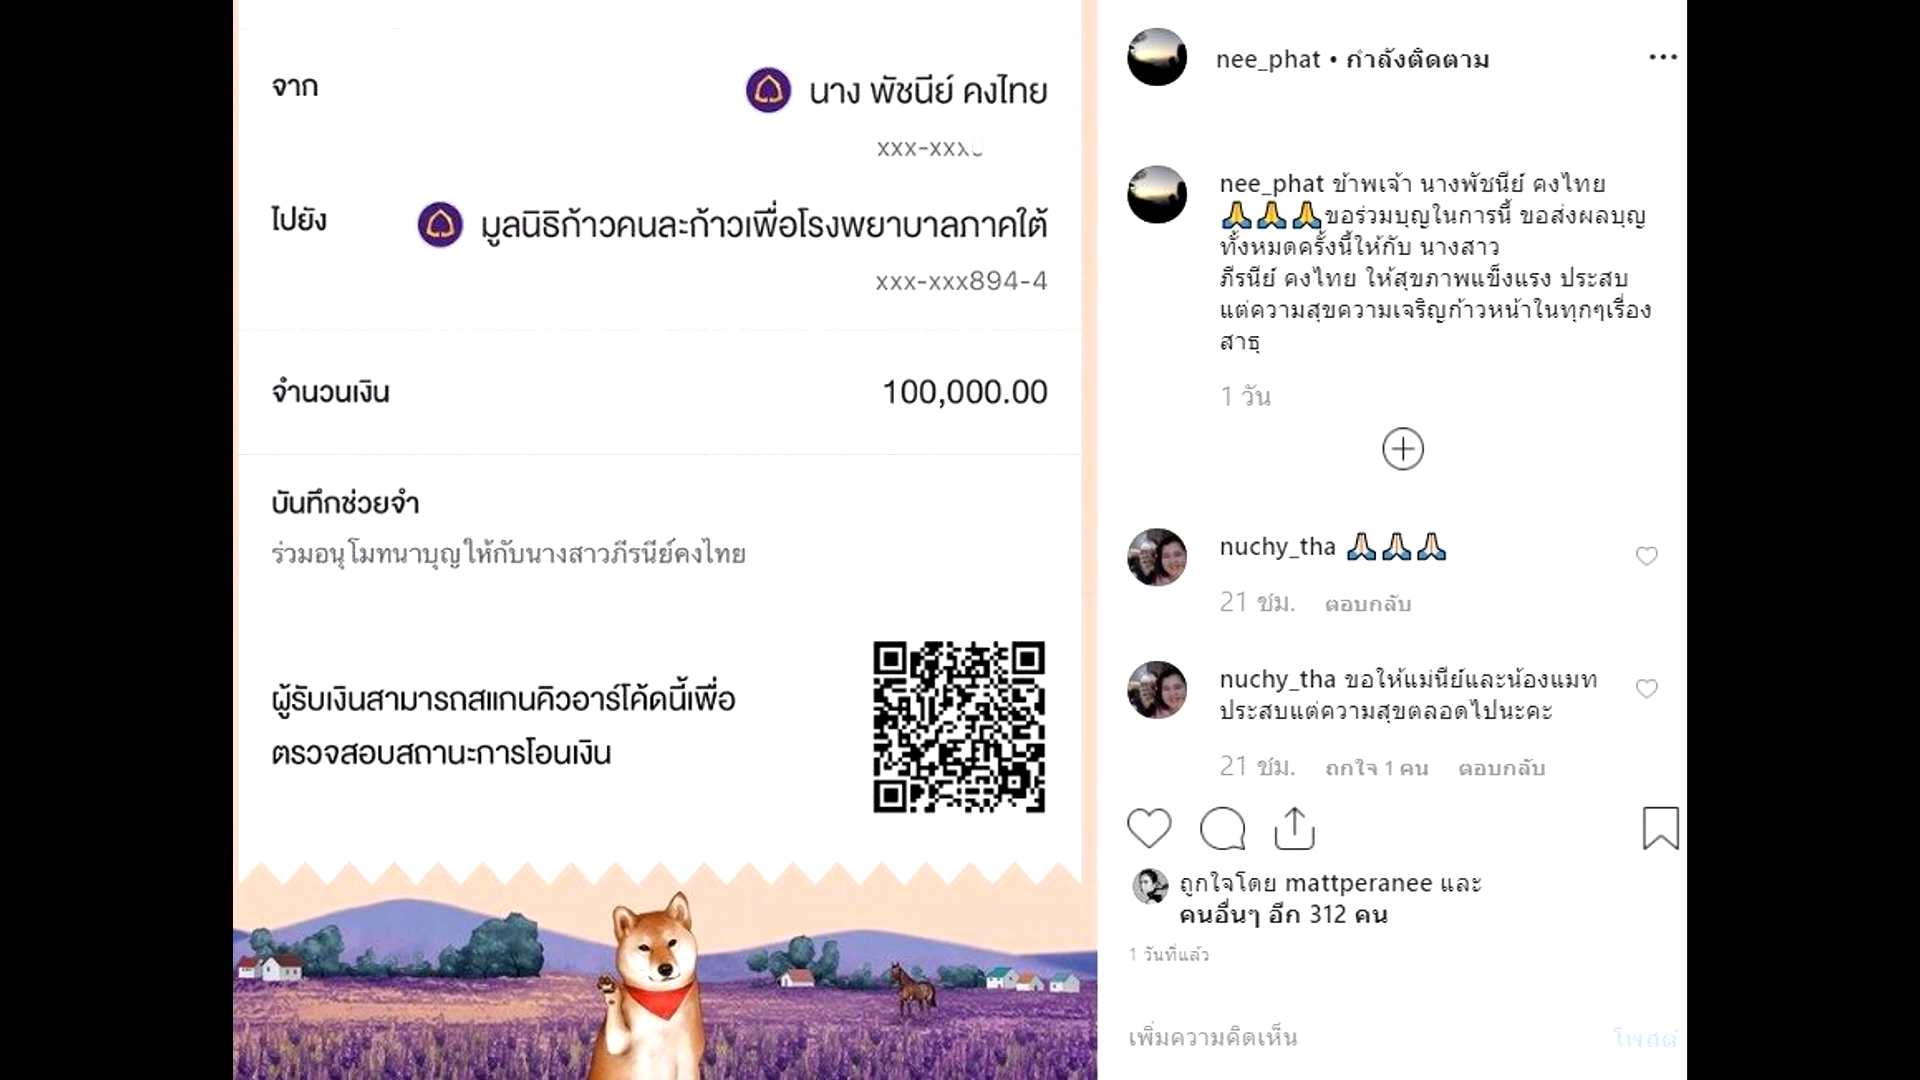 จาก
นาง พัชนีย์ คงไทย
xxx-xxx
ไปยัง
มูลนิธิก้าวคนละก้าวเพื่อโรงพยาบาลภาคใต้
xxx-xxx894-4
จำนวนเงิน
100,000.00
บันทึกช่วยจำ
ร่วมอนุโมทนาบุญให้กับนางสาวภีรนีย์คงไทย
ผู้รับเงินสามารถสแกนคิวอาร์โค้ดนี้เพื่อ
ตรวจสอบสถานะการโอนเงิน
nee_phat • กำลังติดตาม
nee_phat ข้าพเจ้า นางพัชนีย์ คงไทย
🙏🙏🙏ขอร่วมบุญในการนี้ ขอส่งผลบุญ
ทั้งหมดครั้งนี้ให้กับ นางสาว
ภีรนีย์ คงไทย ให้สุขภาพแข็งแรง ประสบ
แต่ความสุขความเจริญก้าวหน้าในทุกๆเรื่อง
สาธุ
1 วัน
nuchy_tha 🙏🏻🙏🏻🙏🏻
21 ชม. ตอบกลับ
nuchy_tha ขอให้แม่นีย์และน้องแมท
ประสบแต่ความสุขตลอดไปนะคะ
21 ชม. ถูกใจ 1 คน ตอบกลับ
ถูกใจโดย mattperanee และ
คนอื่นๆ อีก 312 คน
1 วันที่แล้ว
เพิ่มความคิดเห็น
โพสต์